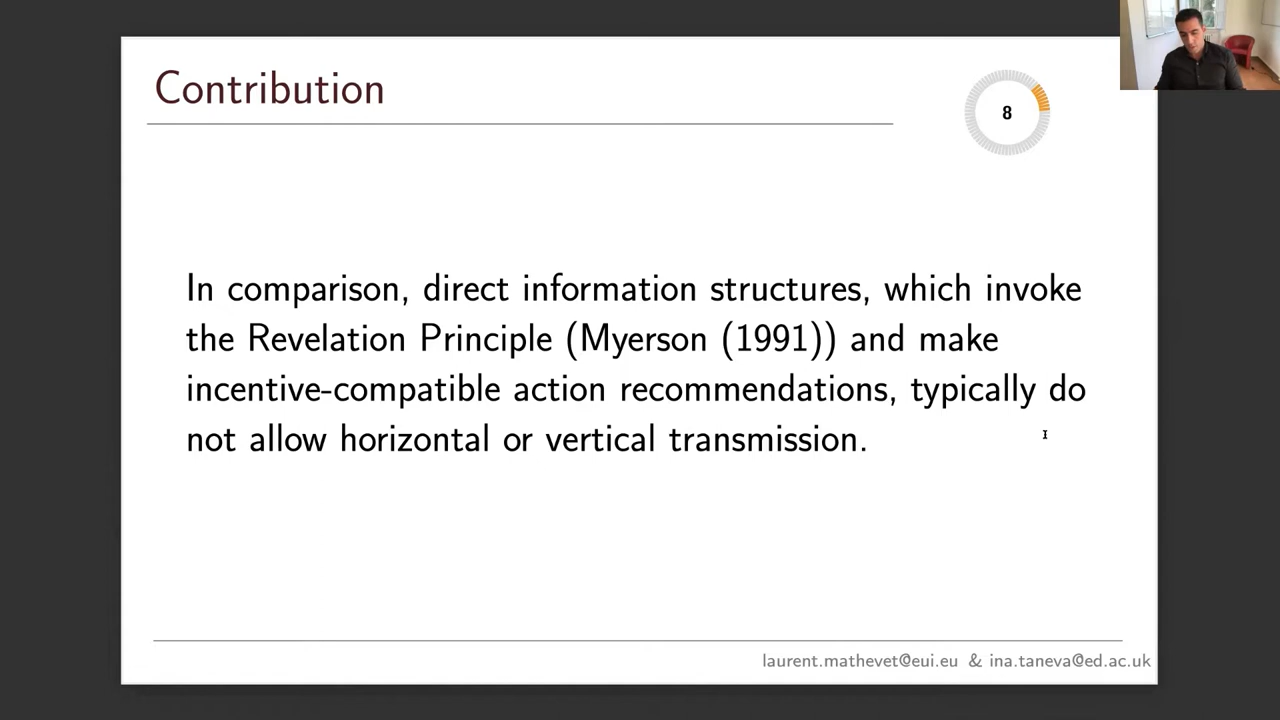 Contribution
8
In comparison, direct information structures, which invoke
the Revelation Principle (Myerson (1991)) and make
incentive-compatible action recommendations, typically do
not allow horizontal or vertical transmission.
laurent.mathevet@eui.eu & ina.taneva@ed.ac.uk